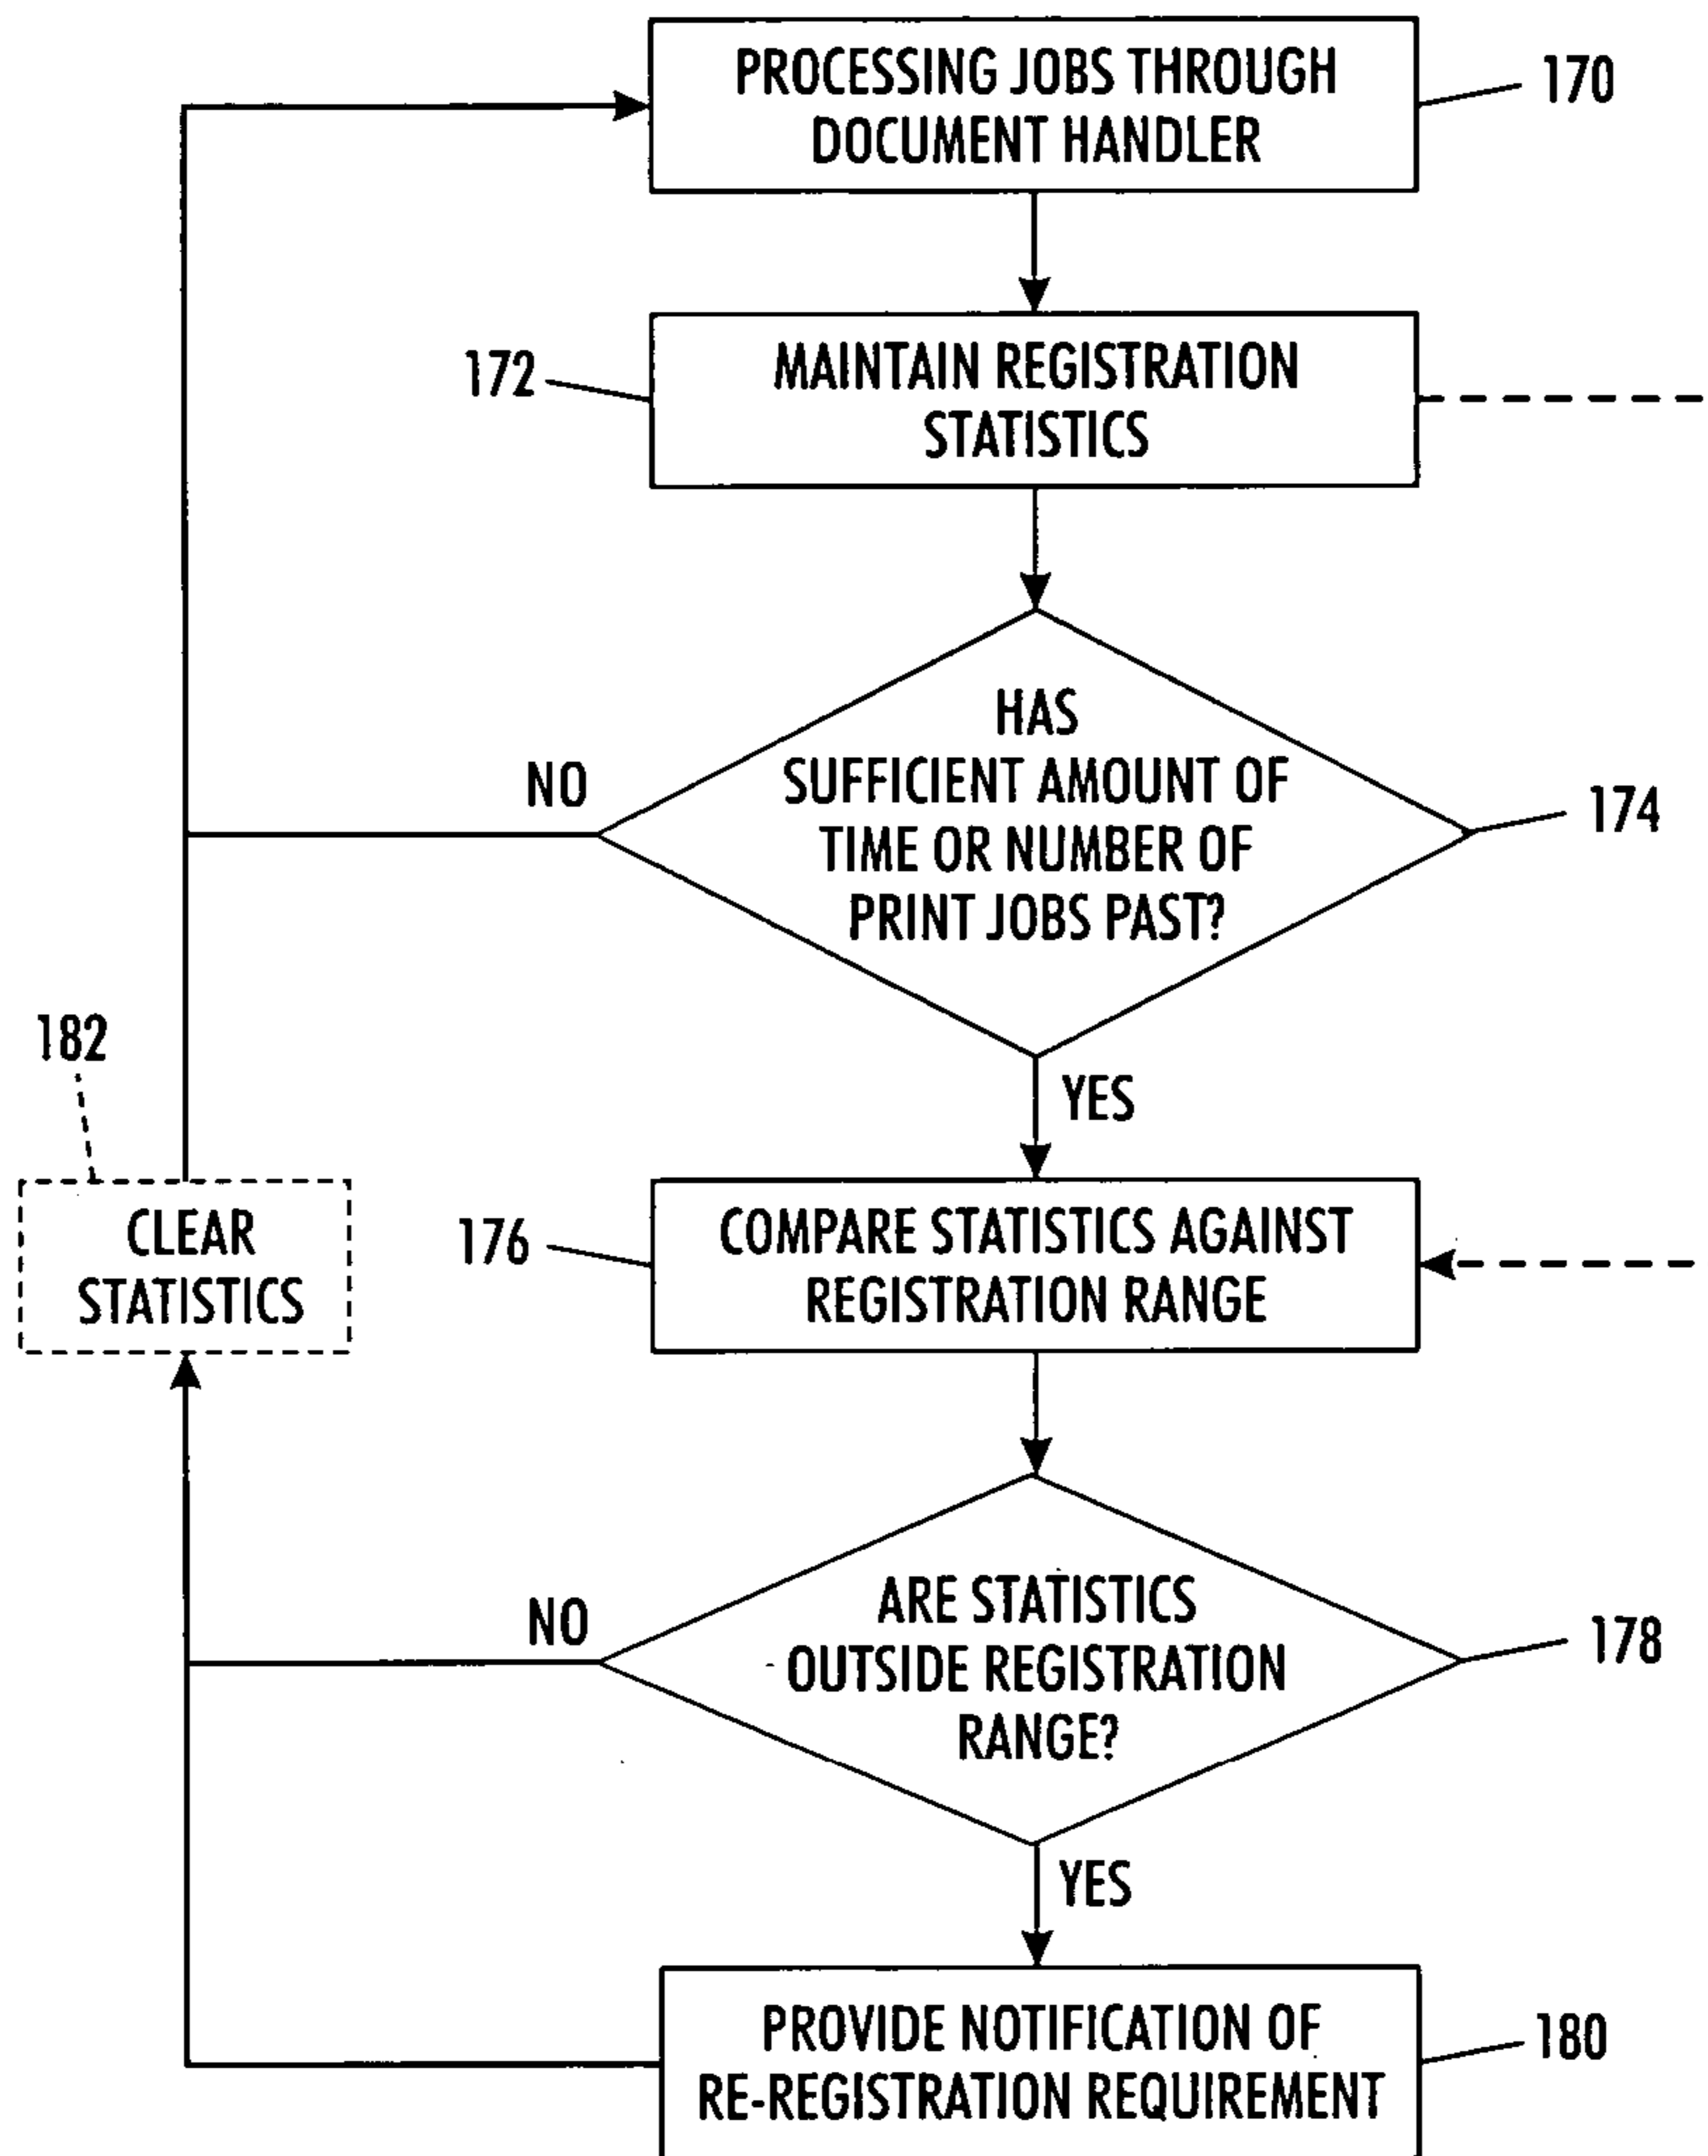 PROCESSING JOBS THROUGH
DOCUMENT HANDLER
170
172
MAINTAIN REGISTRATION
STATISTICS
HAS
SUFFICIENT AMOUNT OF
TIME OR NUMBER OF
PRINT JOBS PAST?
NO
174
YES
182
CLEAR
STATISTICS
176
COMPARE STATISTICS AGAINST
REGISTRATION RANGE
ARE STATISTICS
OUTSIDE REGISTRATION
RANGE?
NO
178
YES
PROVIDE NOTIFICATION OF
RE-REGISTRATION REQUIREMENT
180